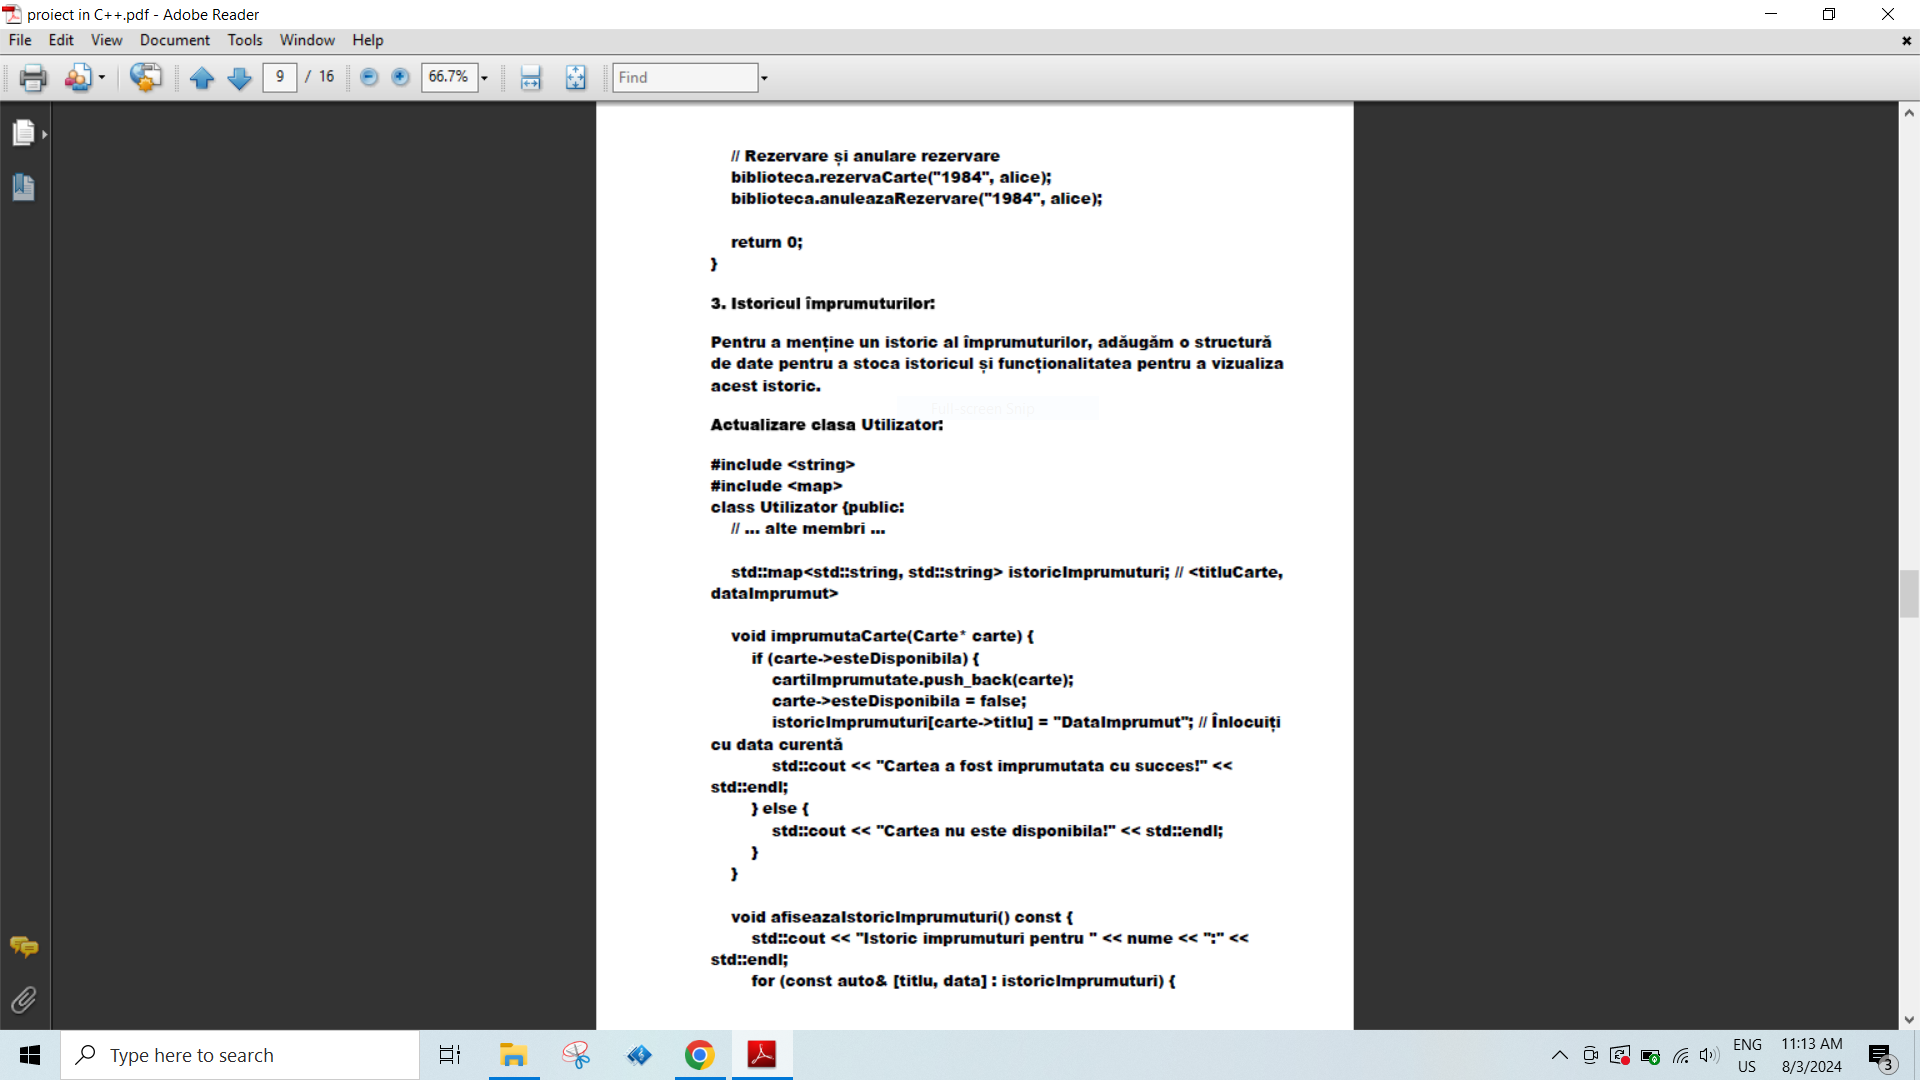 proiect in C++.pdf - Adobe Reader
File Edit View Document Tools Window Help
9 / 16 66.7% Find
// Rezervare și anulare rezervare
biblioteca.rezervaCarte("1984", alice);
biblioteca.anuleazaRezervare("1984", alice);
return 0;
}
3. Istoricul împrumuturilor:
Pentru a menține un istoric al împrumuturilor, adăugăm o structură
de date pentru a stoca istoricul și funcționalitatea pentru a vizualiza
acest istoric.
Full-screen Snip
Actualizare clasa Utilizator:
#include <string>
#include <map>
class Utilizator {public:
// ... alte membri ...
std::map<std::string, std::string> istoricImprumuturi; // <titluCarte,
dataImprumut>
void imprumutaCarte(Carte* carte) {
if (carte->esteDisponibila) {
cartiImprumutate.push_back(carte);
carte->esteDisponibila = false;
istoricImprumuturi[carte->titlu] = "DataImprumut"; // Înlocuiți
cu data curentă
std::cout << "Cartea a fost imprumutata cu succes!" <<
std::endl;
} else {
std::cout << "Cartea nu este disponibila!" << std::endl;
}
}
void afiseazaIstoricImprumuturi() const {
std::cout << "Istoric imprumuturi pentru " << nume << ":" <<
std::endl;
for (const auto& [titlu, data] : istoricImprumuturi) {
Type here to search
ENG
US
11:13 AM
8/3/2024
3